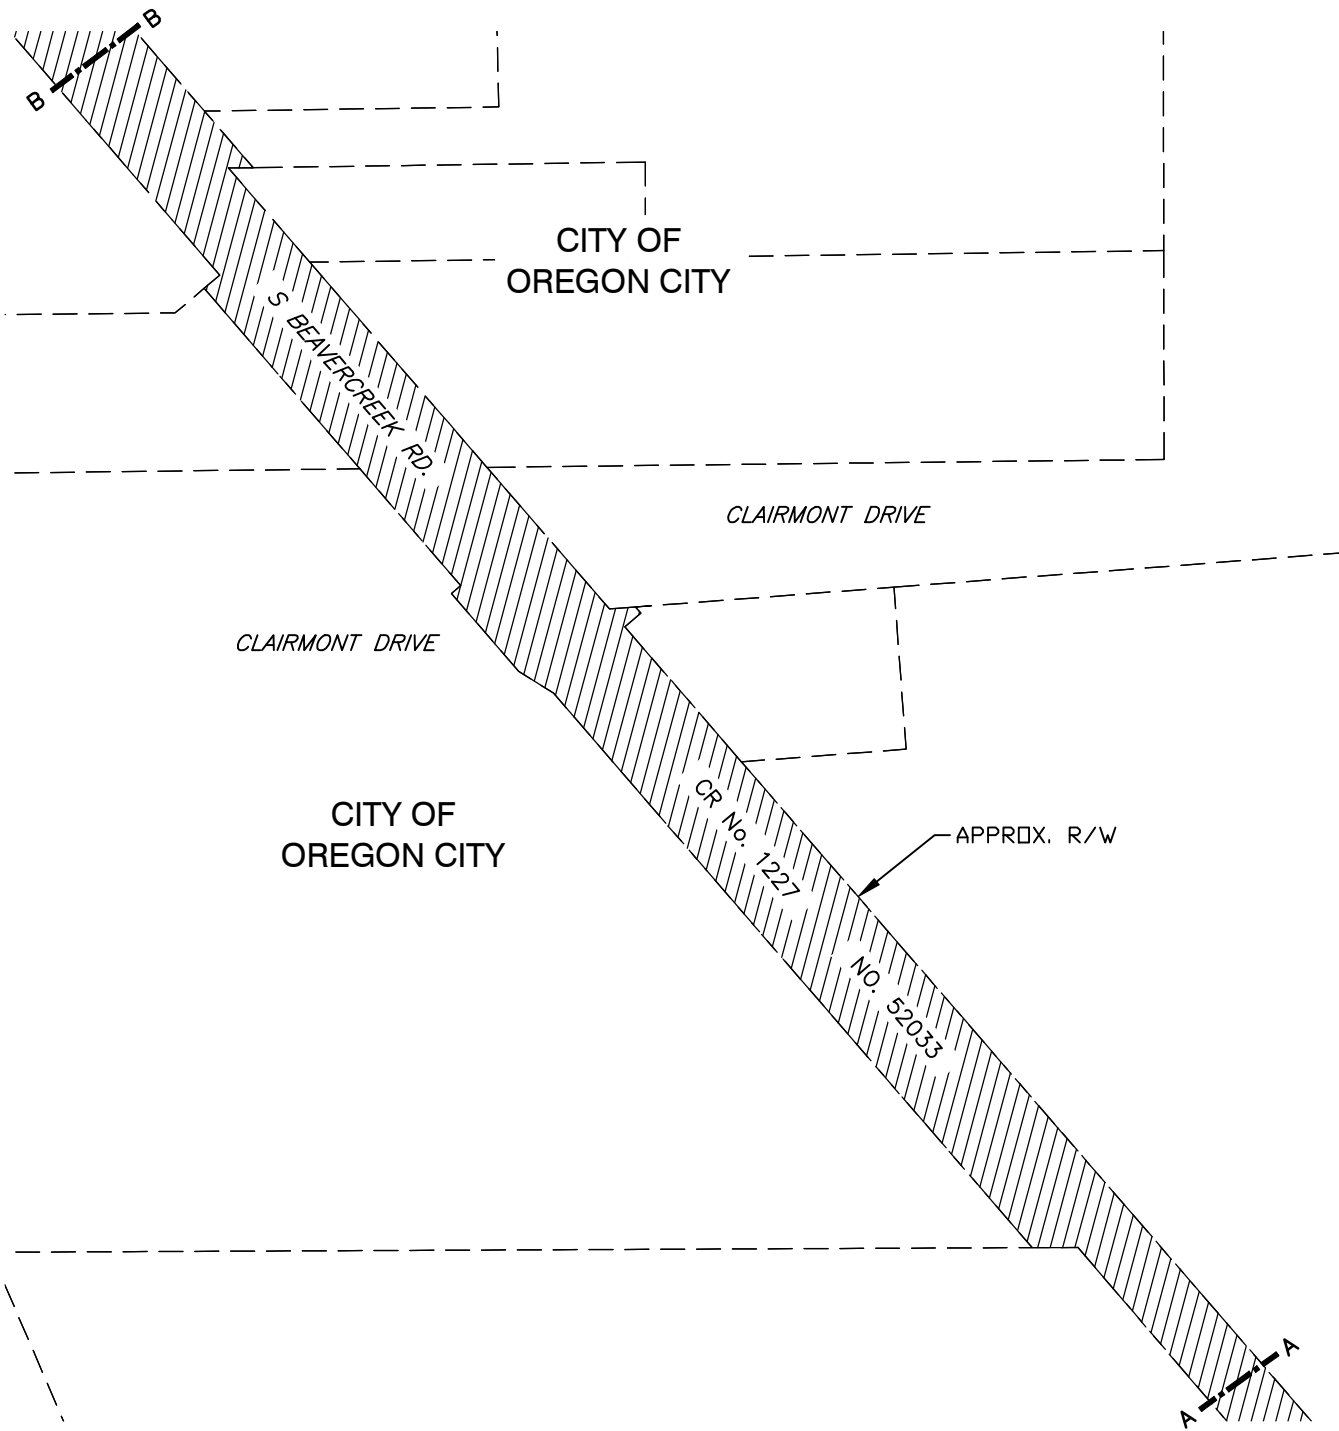 B
B
CITY OF
OREGON CITY
S BEAVERCREEK RD.
CLAIRMONT DRIVE
CLAIRMONT DRIVE
CITY OF
OREGON CITY
CR No. 1227
APPROX. R/W
NO. 52033
A
A